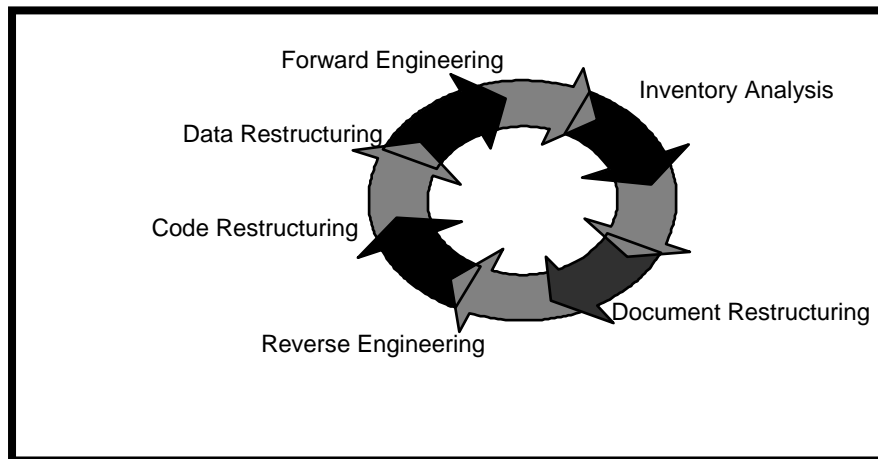 Forward Engineering
Inventory Analysis
Data Restructuring
Code Restructuring
Document Restructuring
Reverse Engineering